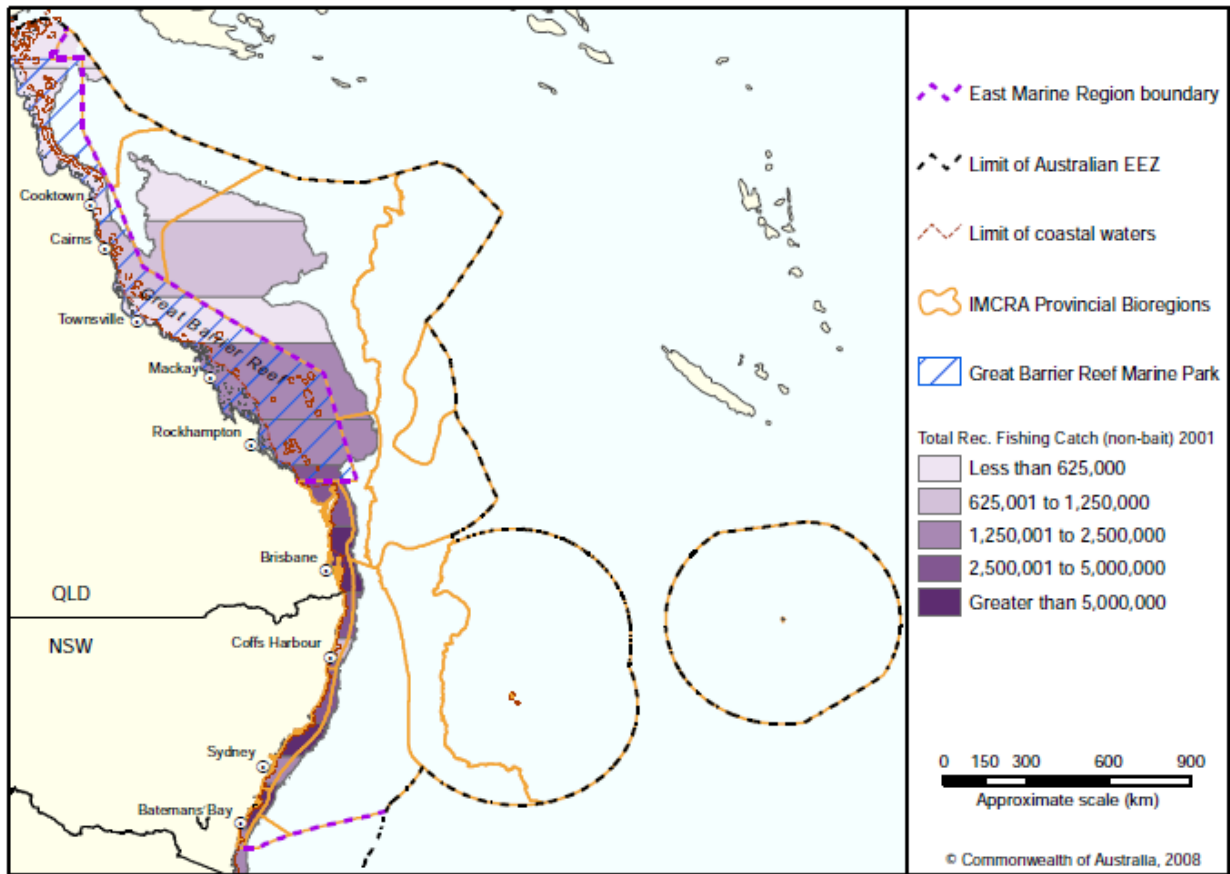 Cooktown
Cairns
Townsville
Great Barrier Reef
Mackay
Rockhampton
Brisbane
QLD
NSW
Coffs Harbour
Sydney
Batemans Bay
East Marine Region boundary
Limit of Australian EEZ
Limit of coastal waters
IMCRA Provincial Bioregions
Great Barrier Reef Marine Park
Total Rec. Fishing Catch (non-bait) 2001
Less than 625,000
625,001 to 1,250,000
1,250,001 to 2,500,000
2,500,001 to 5,000,000
Greater than 5,000,000
0 150 300 600 900
Approximate scale (km)
© Commonwealth of Australia, 2008